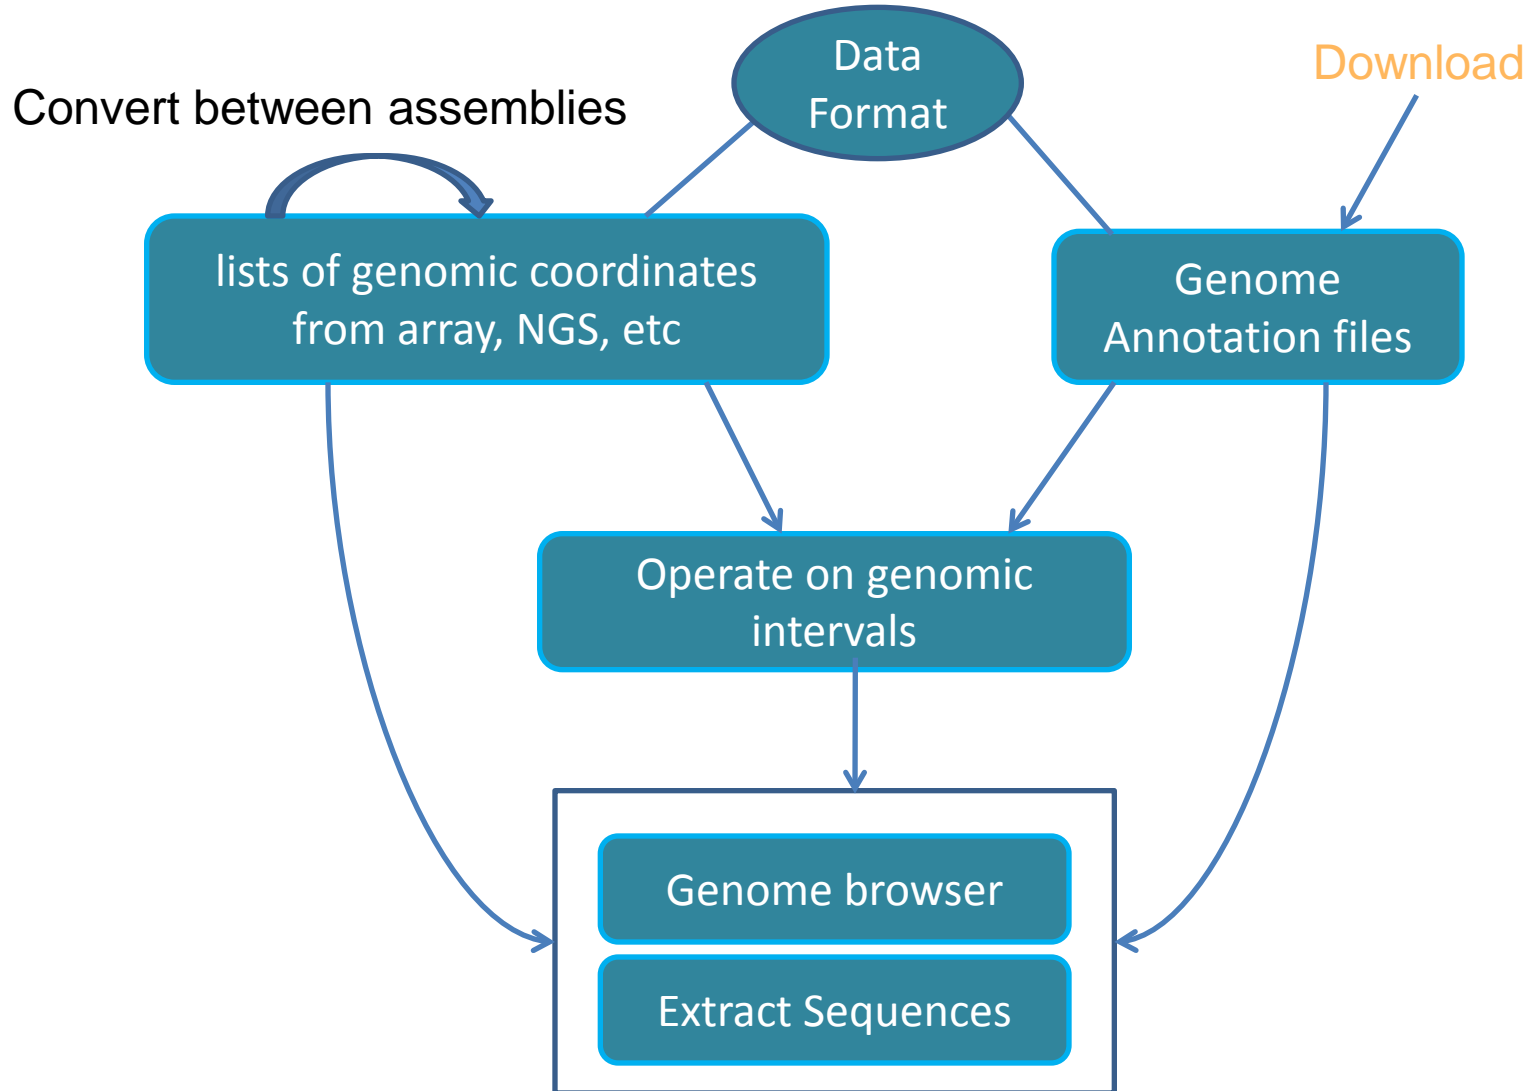 Data
Format
Download
Convert between assemblies
lists of genomic coordinates
from array, NGS, etc
Genome
Annotation files
Operate on genomic
intervals
Genome browser
Extract Sequences